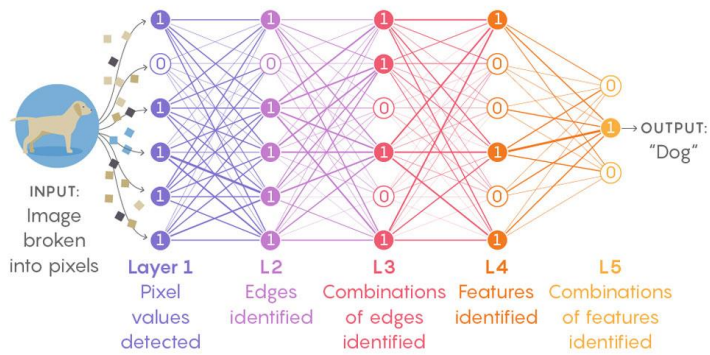 1 1 1 1
0 0 1 0
0
1 1 0 0
1 → OUTPUT:
"Dog"
1 1 1 1
0
1 1 0 0
1 1 1 1
INPUT:
Image
broken
into pixels
Layer 1
Pixel
values
detected
L2
Edges
identified
L3
Combinations
of edges
identified
L4
Features
identified
L5
Combinations
of features
identified